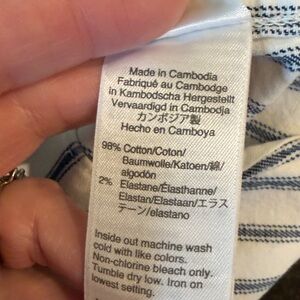 Made in Cambodia
Fabriqué au Cambodge
in Kambodscha Hergestellt
Vervaardigd in Cambodja
カンボジア製
Hecho en Camboya
98% Cotton/Coton/
Baumwolle/Katoen/綿/
algodón
2% Elastane/Élasthanne/
Elastan/Elastaan/エラス
テーン/elastano
Inside out machine wash
cold with like colors.
Non-chlorine bleach only.
Tumble dry low. Iron on
lowest setting.